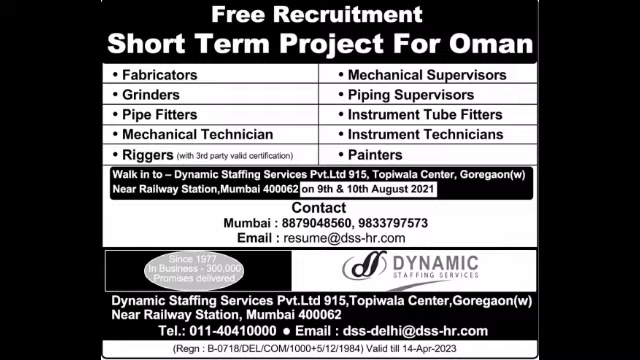 Free Recruitment
Short Term Project For Oman
• Fabricators
• Grinders
• Pipe Fitters
• Mechanical Technician
• Riggers (with 3rd party valid certification)
• Mechanical Supervisors
• Piping Supervisors
• Instrument Tube Fitters
• Instrument Technicians
• Painters
Walk in to – Dynamic Staffing Services Pvt.Ltd 915, Topiwala Center, Goregaon(w)
Near Railway Station,Mumbai 400062 on 9th & 10th August 2021
Contact
Mumbai : 8879048560, 9833797573
Email : resume@dss-hr.com
Since 1977
In Business - 300,000
Promises delivered
DYNAMIC
STAFFING SERVICES
Dynamic Staffing Services Pvt.Ltd 915,Topiwala Center,Goregaon(w)
Near Railway Station, Mumbai 400062
Tel.: 011-40410000 ● Email : dss-delhi@dss-hr.com
(Regn : B-0718/DEL/COM/1000+5/12/1984) Valid till 14-Apr-2023